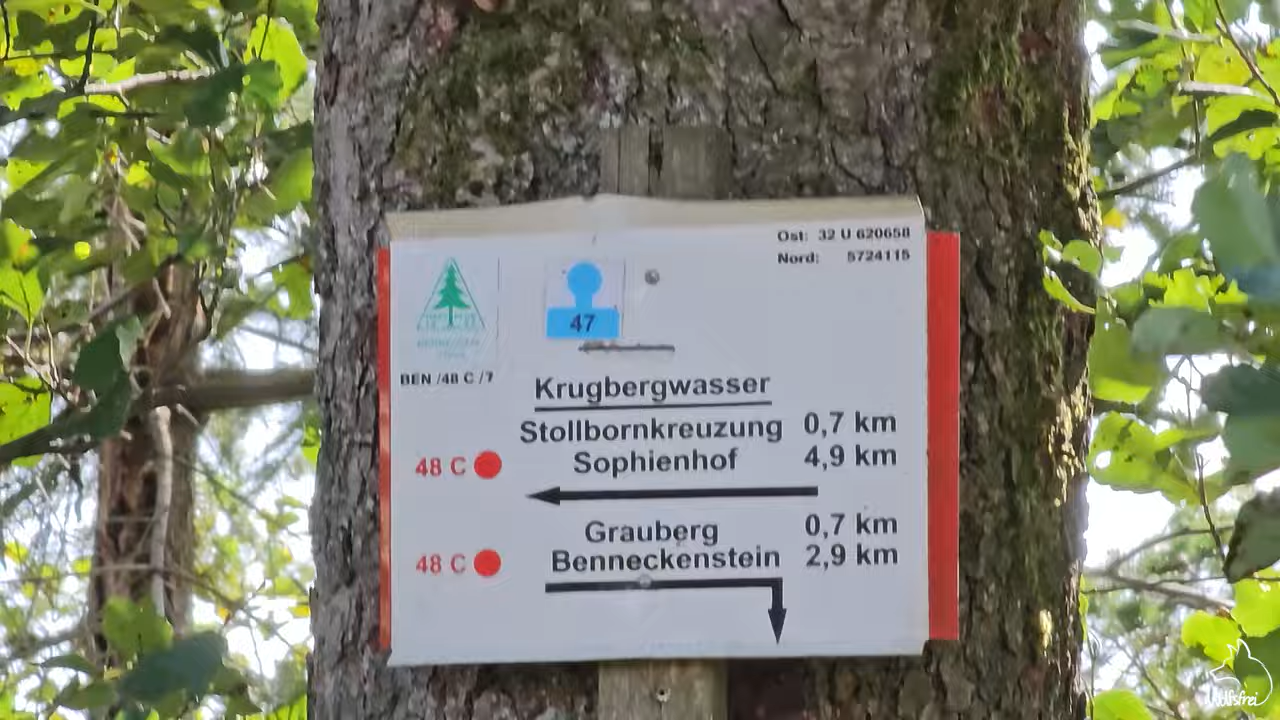 Ost: 32 U 620658
Nord: 5724115
47
BEN /48 C /7
Krugbergwasser
Stollbornkreuzung 0,7 km
48 C Sophienhof 4,9 km
Grauberg 0,7 km
48 C Benneckenstein 2,9 km
Wolfsfrei